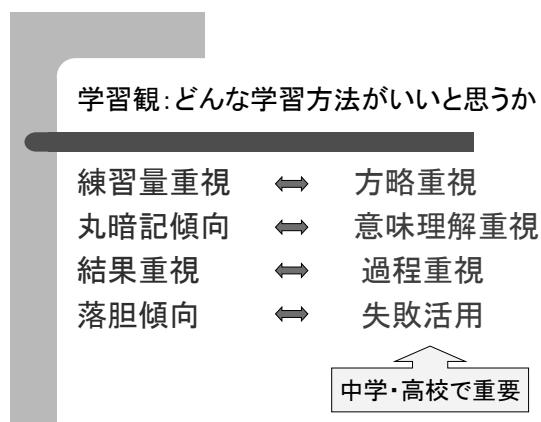 学習観：どんな学習方法がいいと思うか
練習量重視 ⇔ 方略重視
丸暗記傾向 ⇔ 意味理解重視
結果重視 ⇔ 過程重視
落胆傾向 ⇔ 失敗活用
中学・高校で重要